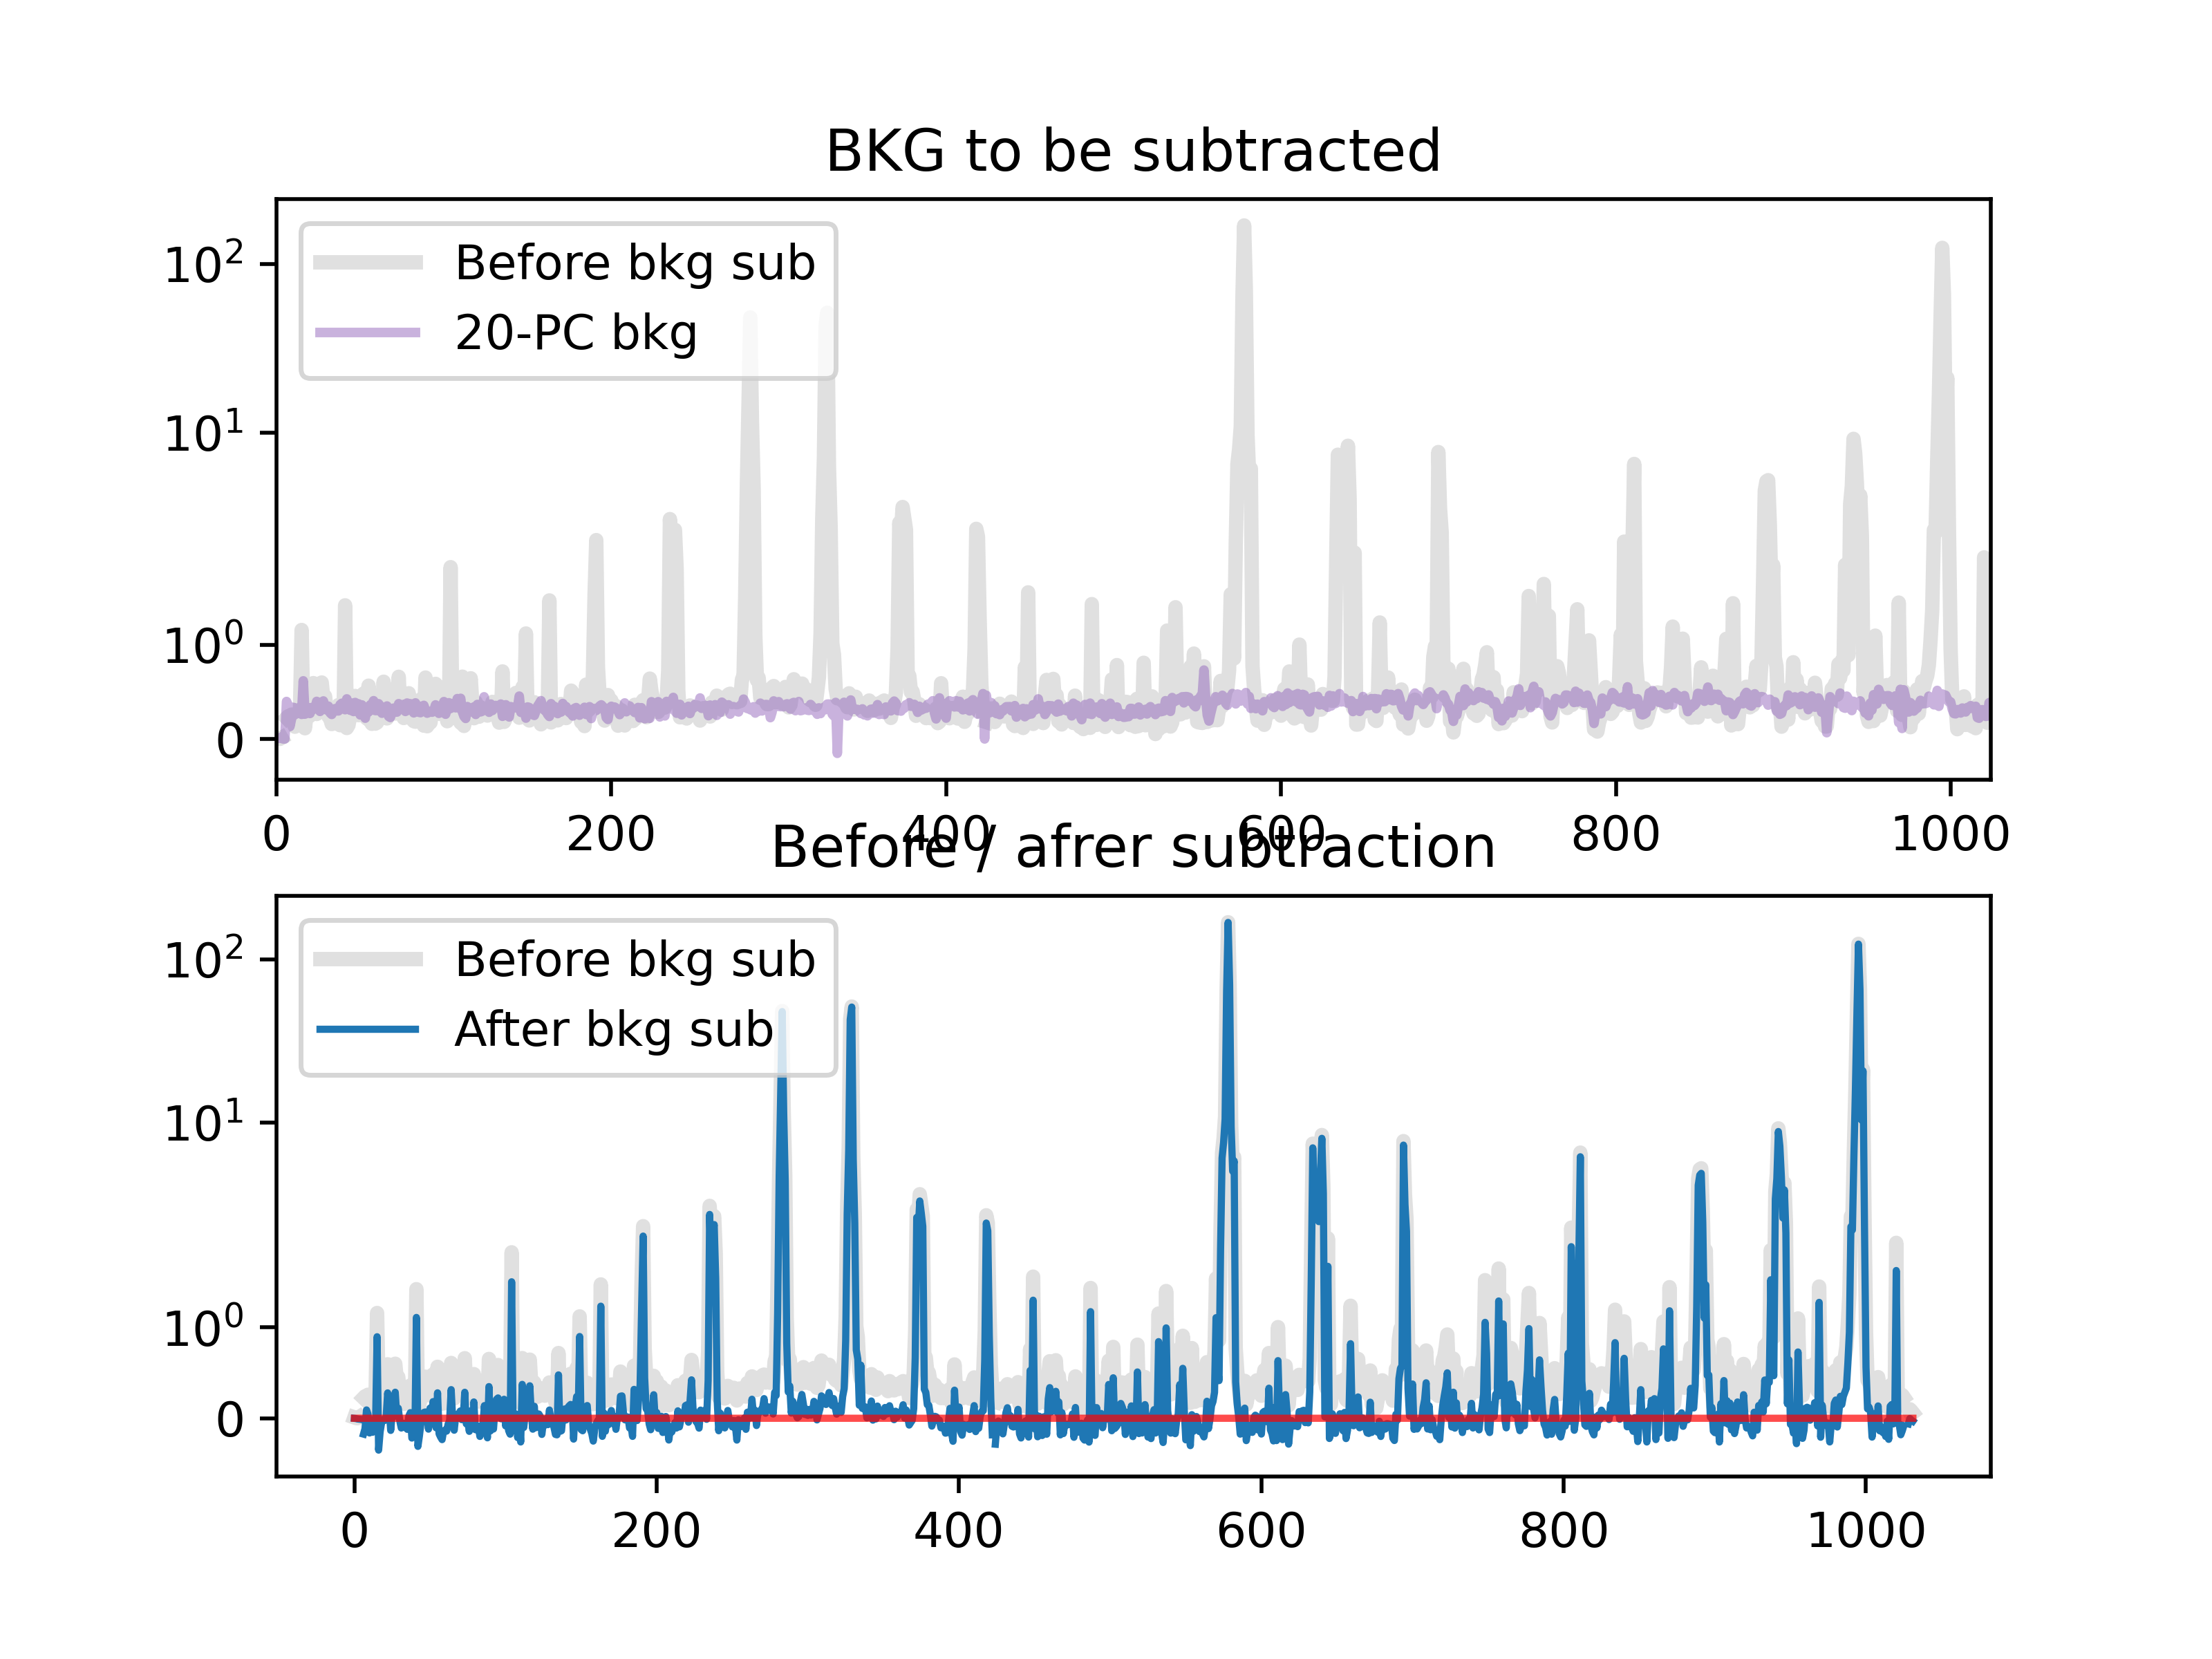 BKG to be subtracted
10²
10¹
10⁰
0
Before bkg sub
20-PC bkg
0 200 400 600 800 1000
Before / afrer subtraction
10²
10¹
10⁰
0
Before bkg sub
After bkg sub
0 200 400 600 800 1000